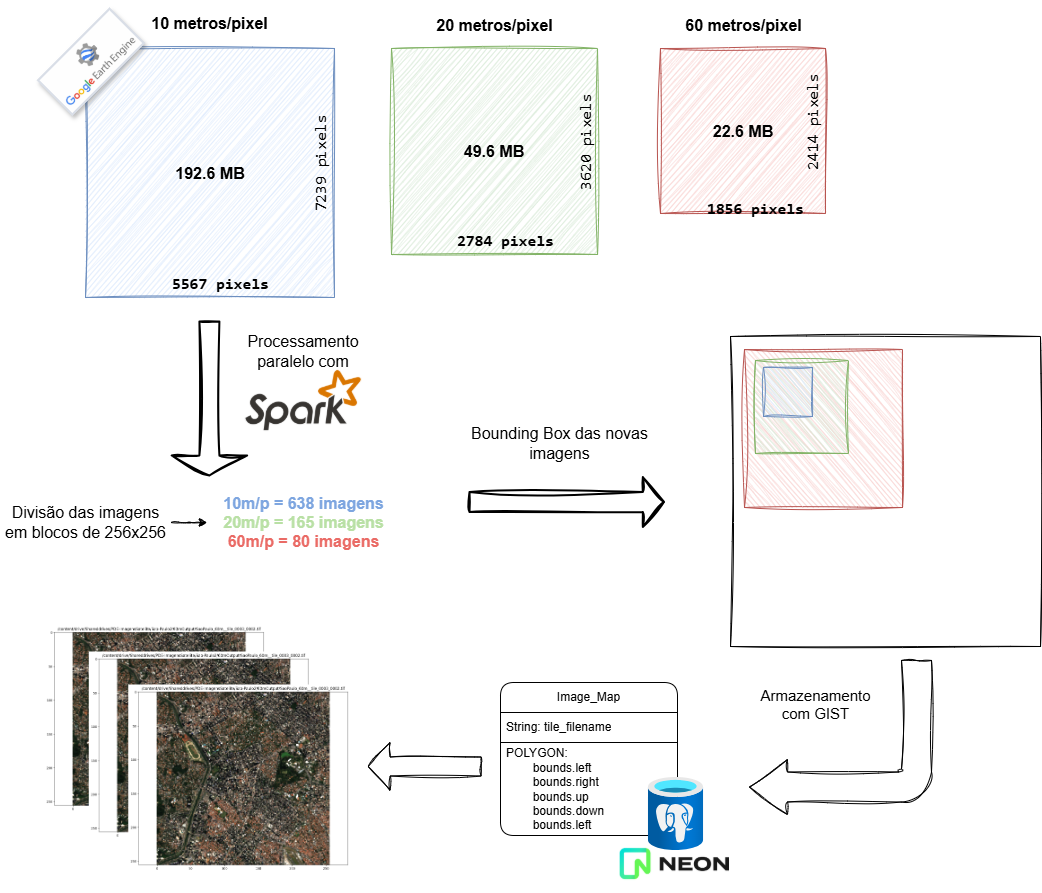 10 metros/pixel
20 metros/pixel
60 metros/pixel
Google Earth Engine
192.6 MB
7239 pixels
5567 pixels
49.6 MB
3620 pixels
2784 pixels
22.6 MB
2414 pixels
1856 pixels
Processamento
paralelo com
Spark
Divisão das imagens
em blocos de 256x256
10m/p = 638 imagens
20m/p = 165 imagens
60m/p = 80 imagens
Bounding Box das novas
imagens
Armazenamento
com GIST
Image_Map
String: tile_filename
POLYGON:
bounds.left
bounds.right
bounds.up
bounds.down
bounds.left
NEON